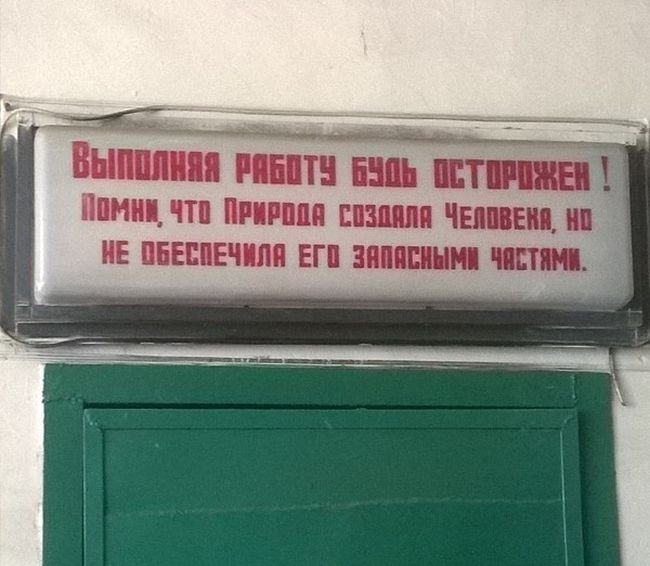 Выполняя работу будь осторожен !
Помни, что Природа создала Человека, но
не обеспечила его запасными частями.